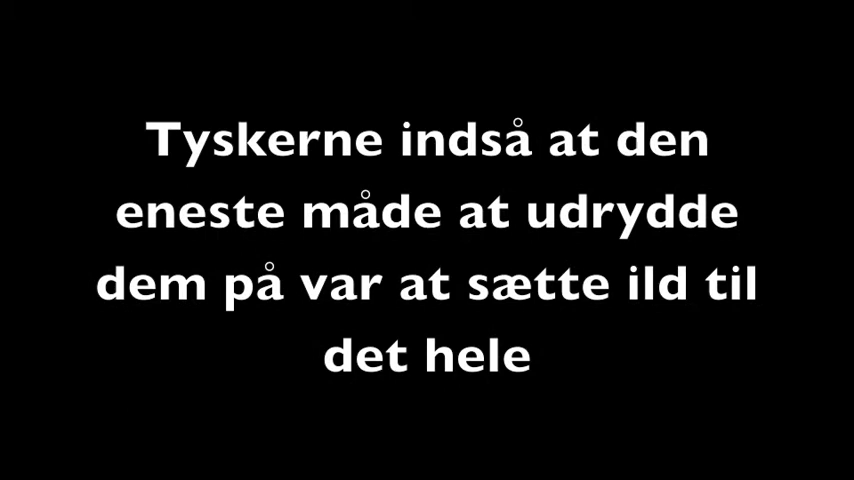 Tyskerne indså at den
eneste måde at udrydde
dem på var at sætte ild til
det hele